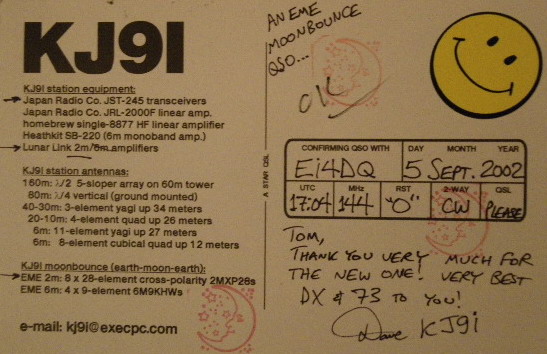 KJ9I
KJ9I station equipment:
Japan Radio Co. JST-245 transceivers
Japan Radio Co. JRL-2000F linear amp.
homebrew single-8877 HF linear amplifier
Heathkit SB-220 (6m monoband amp.)
Lunar Link 2m/6m amplifiers
KJ9I station antennas:
160m: λ/2 5-sloper array on 60m tower
80m: λ/4 vertical (ground mounted)
40-30m: 3-element yagi up 34 meters
20-10m: 4-element quad up 26 meters
6m: 11-element yagi up 27 meters
6m: 8-element cubical quad up 12 meters
KJ9I moonbounce (earth-moon-earth):
EME 2m: 8 x 28-element cross-polarity 2MXP28s
EME 6m: 4 x 9-element 6M9KHWs
e-mail: kj9i@execpc.com
A STAR QSL
AN EME
MOONBOUNCE
QSO...
OK
CONFIRMING QSO WITH DAY MONTH YEAR
Ei4DQ 5 SEPT. 2002
UTC MHz RST 2-WAY QSL
17:04 144 "O" CW PLEASE
TOM,
THANK YOU VERY MUCH FOR
THE NEW ONE! VERY BEST
DX & 73 TO YOU!
Dave KJ9i